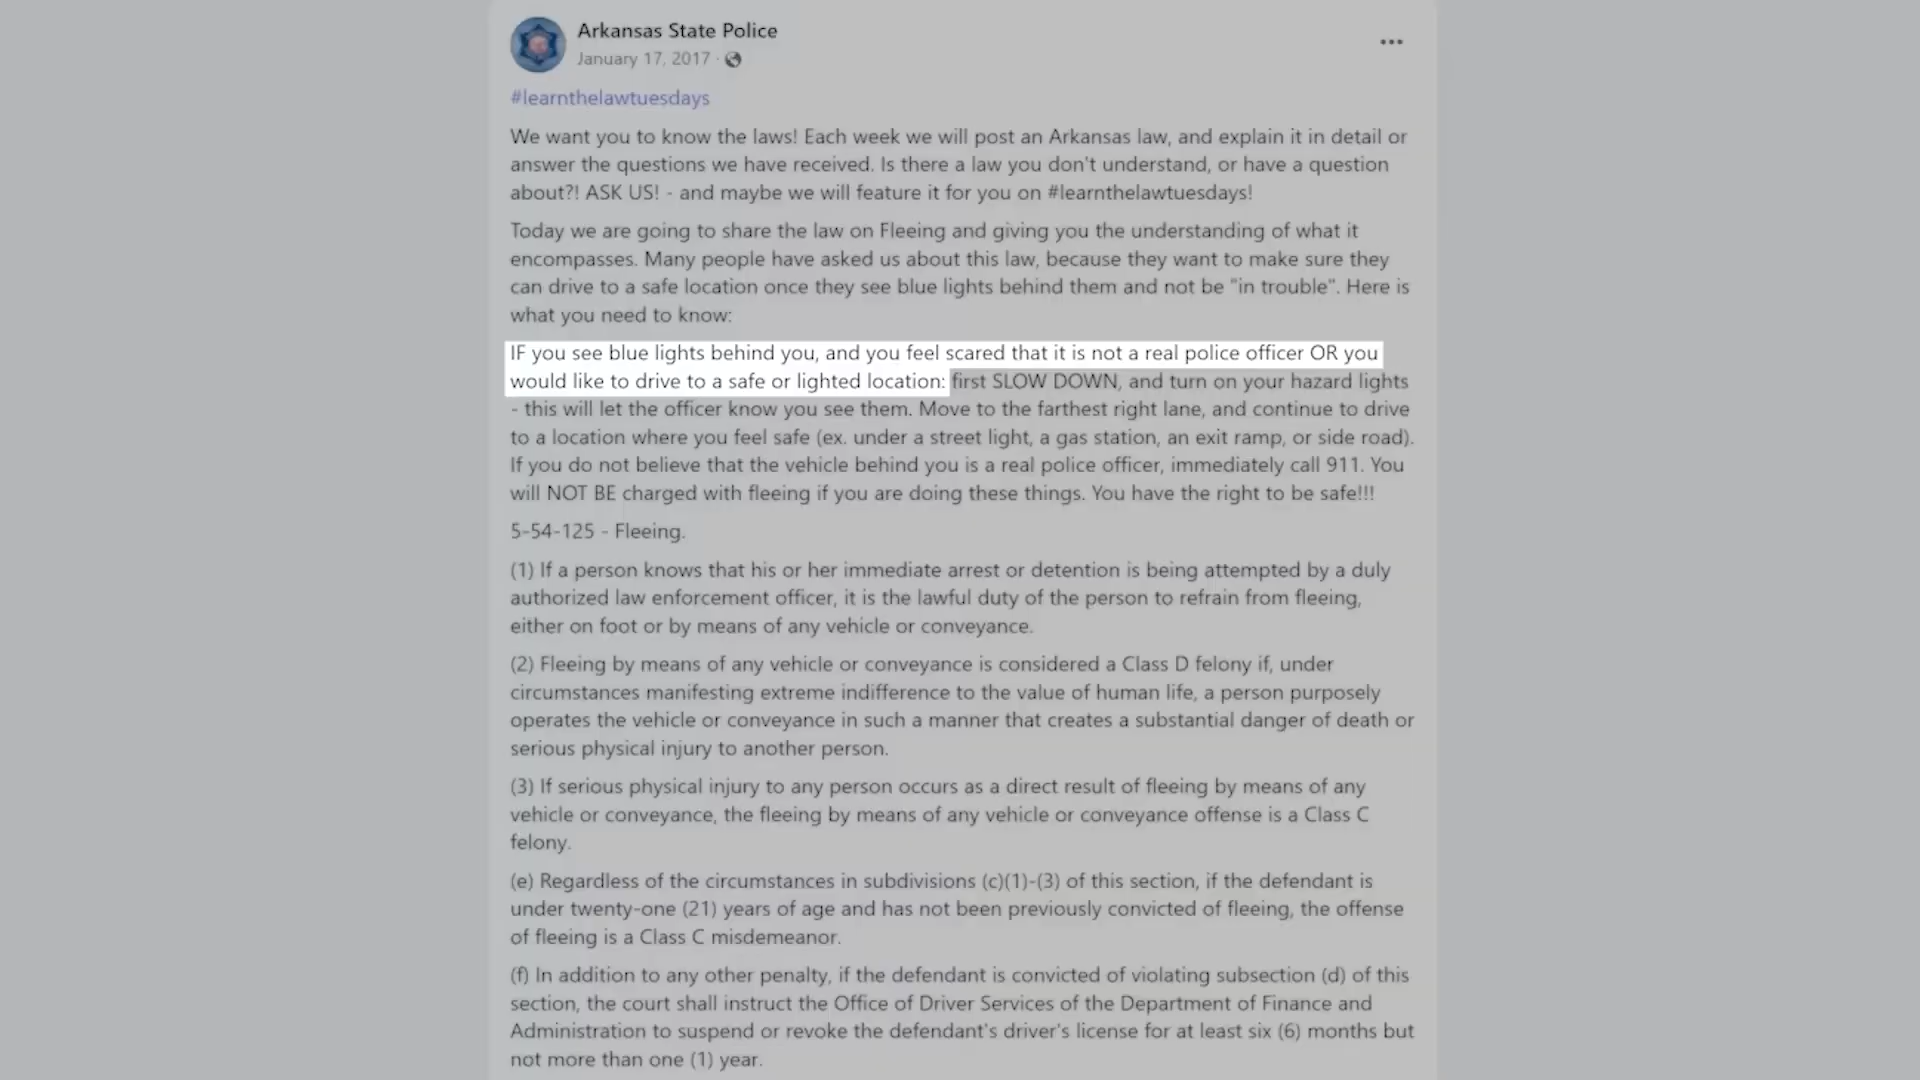 Arkansas State Police
January 17, 2017 ·
#learnthelawtuesdays
We want you to know the laws! Each week we will post an Arkansas law, and explain it in detail or
answer the questions we have received. Is there a law you don't understand, or have a question
about?! ASK US! - and maybe we will feature it for you on #learnthelawtuesdays!
Today we are going to share the law on Fleeing and giving you the understanding of what it
encompasses. Many people have asked us about this law, because they want to make sure they
can drive to a safe location once they see blue lights behind them and not be "in trouble". Here is
what you need to know:
IF you see blue lights behind you, and you feel scared that it is not a real police officer OR you
would like to drive to a safe or lighted location: first SLOW DOWN, and turn on your hazard lights
- this will let the officer know you see them. Move to the farthest right lane, and continue to drive
to a location where you feel safe (ex. under a street light, a gas station, an exit ramp, or side road).
If you do not believe that the vehicle behind you is a real police officer, immediately call 911. You
will NOT BE charged with fleeing if you are doing these things. You have the right to be safe!!!
5-54-125 - Fleeing.
(1) If a person knows that his or her immediate arrest or detention is being attempted by a duly
authorized law enforcement officer, it is the lawful duty of the person to refrain from fleeing,
either on foot or by means of any vehicle or conveyance.
(2) Fleeing by means of any vehicle or conveyance is considered a Class D felony if, under
circumstances manifesting extreme indifference to the value of human life, a person purposely
operates the vehicle or conveyance in such a manner that creates a substantial danger of death or
serious physical injury to another person.
(3) If serious physical injury to any person occurs as a direct result of fleeing by means of any
vehicle or conveyance, the fleeing by means of any vehicle or conveyance offense is a Class C
felony.
(e) Regardless of the circumstances in subdivisions (c)(1)-(3) of this section, if the defendant is
under twenty-one (21) years of age and has not been previously convicted of fleeing, the offense
of fleeing is a Class C misdemeanor.
(f) In addition to any other penalty, if the defendant is convicted of violating subsection (d) of this
section, the court shall instruct the Office of Driver Services of the Department of Finance and
Administration to suspend or revoke the defendant's driver's license for at least six (6) months but
not more than one (1) year.